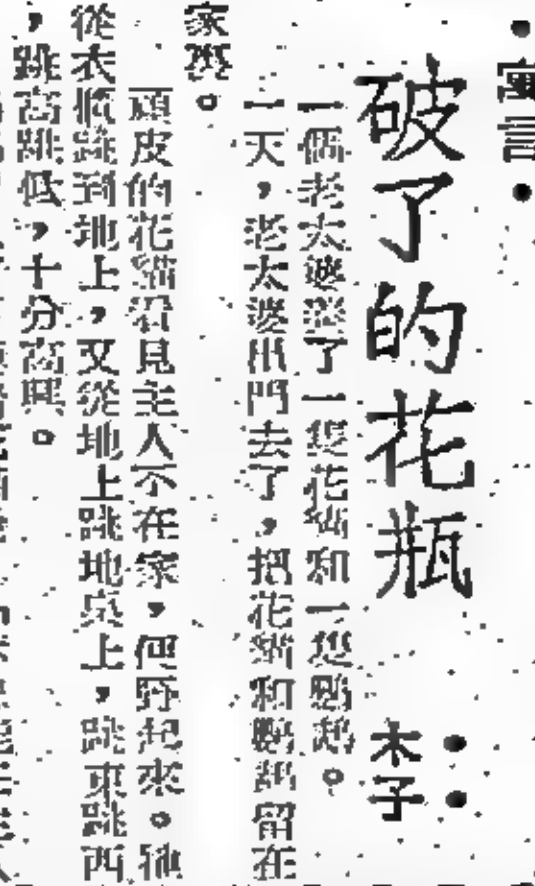 •寓言•
破了的花瓶
木子
一個老太婆養了一隻花貓和一隻鸚鵡。
一天，老太婆出門去了，把花貓和鸚鵡留在
家裏。
頑皮的花貓看見主人不在家，便野起來。牠
從衣櫃跳到地上，又從地上跳地桌上，跳東跳西
，跳高跳低，十分高興。